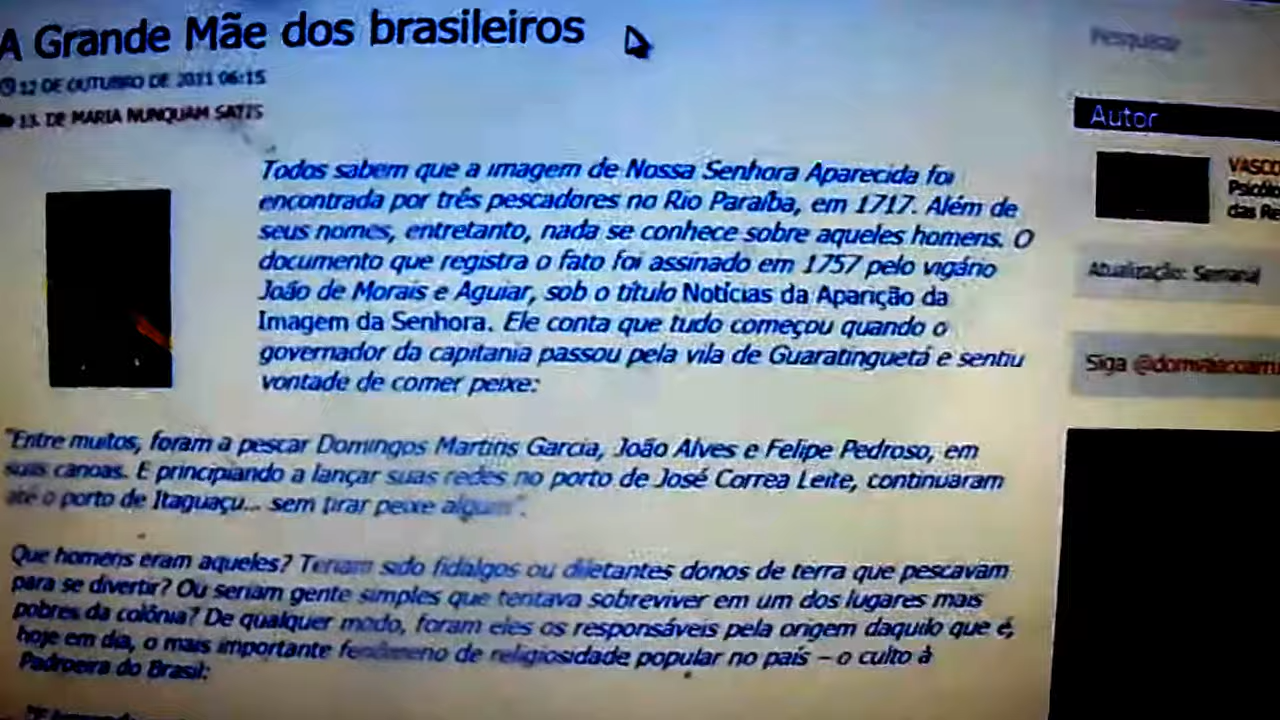 A Grande Mãe dos brasileiros
12 DE OUTUBRO DE 2011 06:15
13. DE MARIA NUNQUAM SATIS
Todos sabem que a imagem de Nossa Senhora Aparecida foi
encontrada por três pescadores no Rio Paraíba, em 1717. Além de
seus nomes, entretanto, nada se conhece sobre aqueles homens. O
documento que registra o fato foi assinado em 1757 pelo vigário
João de Morais e Aguiar, sob o título Notícias da Aparição da
Imagem da Senhora. Ele conta que tudo começou quando o
governador da capitania passou pela vila de Guaratinguetá e sentiu
vontade de comer peixe:
"Entre muitos, foram a pescar Domingos Martins Garcia, João Alves e Felipe Pedroso, em
suas canoas. E principiando a lançar suas redes no porto de José Correa Leite, continuaram
até o porto de Itaguaçu... sem tirar peixe algum".
Que homens eram aqueles? Teriam sido fidalgos ou diletantes donos de terra que pescavam
para se divertir? Ou seriam gente simples que tentava sobreviver em um dos lugares mais
pobres da colônia? De qualquer modo, foram eles os responsáveis pela origem daquilo que é,
hoje em dia, o mais importante fenômeno de religiosidade popular no país – o culto à
Padroeira do Brasil:
Pesquisar
Autor
VASCO
das
Atualização: Semanal
Siga